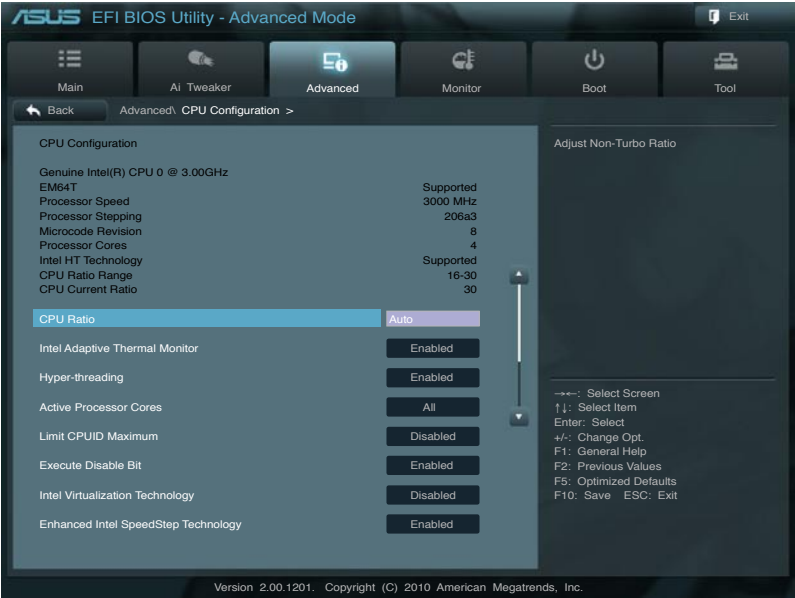 ASUS EFI BIOS Utility - Advanced Mode
Exit
Main
Ai Tweaker
Advanced
Monitor
Boot
Tool
Back
Advanced\ CPU Configuration >
CPU Configuration
Genuine Intel(R) CPU 0 @ 3.00GHz
EM64T Supported
Processor Speed 3000 MHz
Processor Stepping 206a3
Microcode Revision 8
Processor Cores 4
Intel HT Technology Supported
CPU Ratio Range 16-30
CPU Current Ratio 30
CPU Ratio Auto
Intel Adaptive Thermal Monitor Enabled
Hyper-threading Enabled
Active Processor Cores All
Limit CPUID Maximum Disabled
Execute Disable Bit Enabled
Intel Virtualization Technology Disabled
Enhanced Intel SpeedStep Technology Enabled
Adjust Non-Turbo Ratio
→←: Select Screen
↑↓: Select Item
Enter: Select
+/-: Change Opt.
F1: General Help
F2: Previous Values
F5: Optimized Defaults
F10: Save ESC: Exit
Version 2.00.1201. Copyright (C) 2010 American Megatrends, Inc.